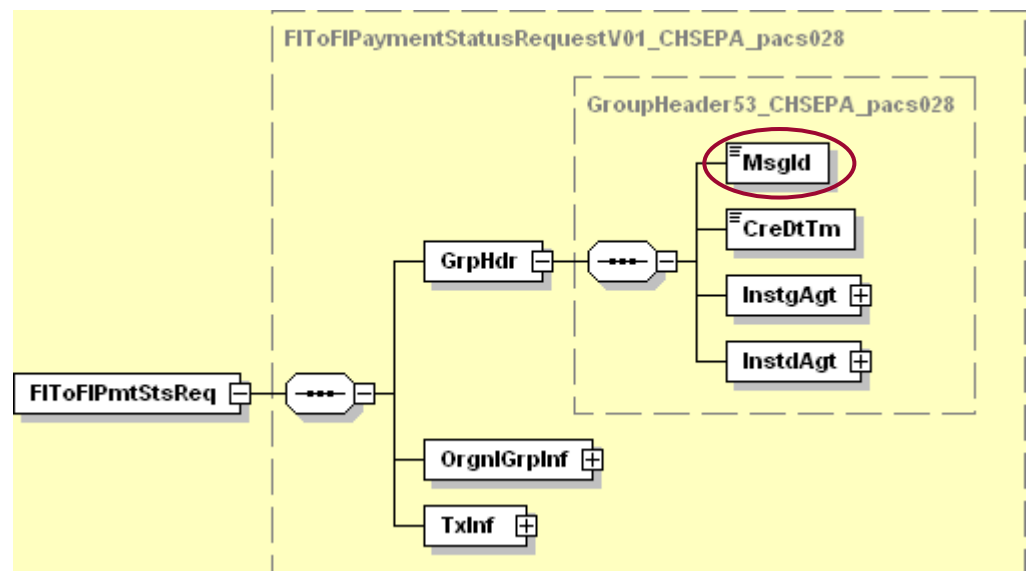 FIToFIPaymentStatusRequestV01_CHSEPA_pacs028
GroupHeader53_CHSEPA_pacs028
MsgId
CreDtTm
GrpHdr
InstgAgt
InstdAgt
FIToFIPmtStsReq
OrgnlGrpInf
TxInf